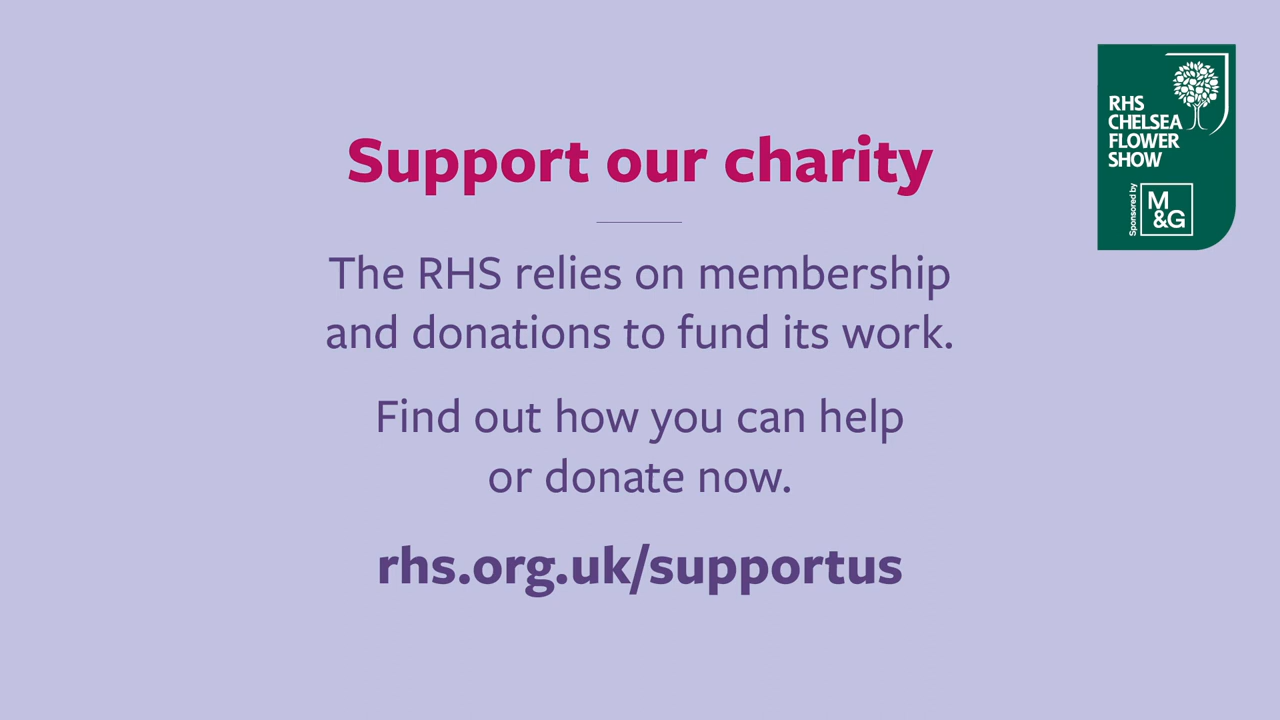 Support our charity
The RHS relies on membership
and donations to fund its work.
Find out how you can help
or donate now.
rhs.org.uk/supportus
RHS
CHELSEA
FLOWER
SHOW
Sponsored by
M
&G